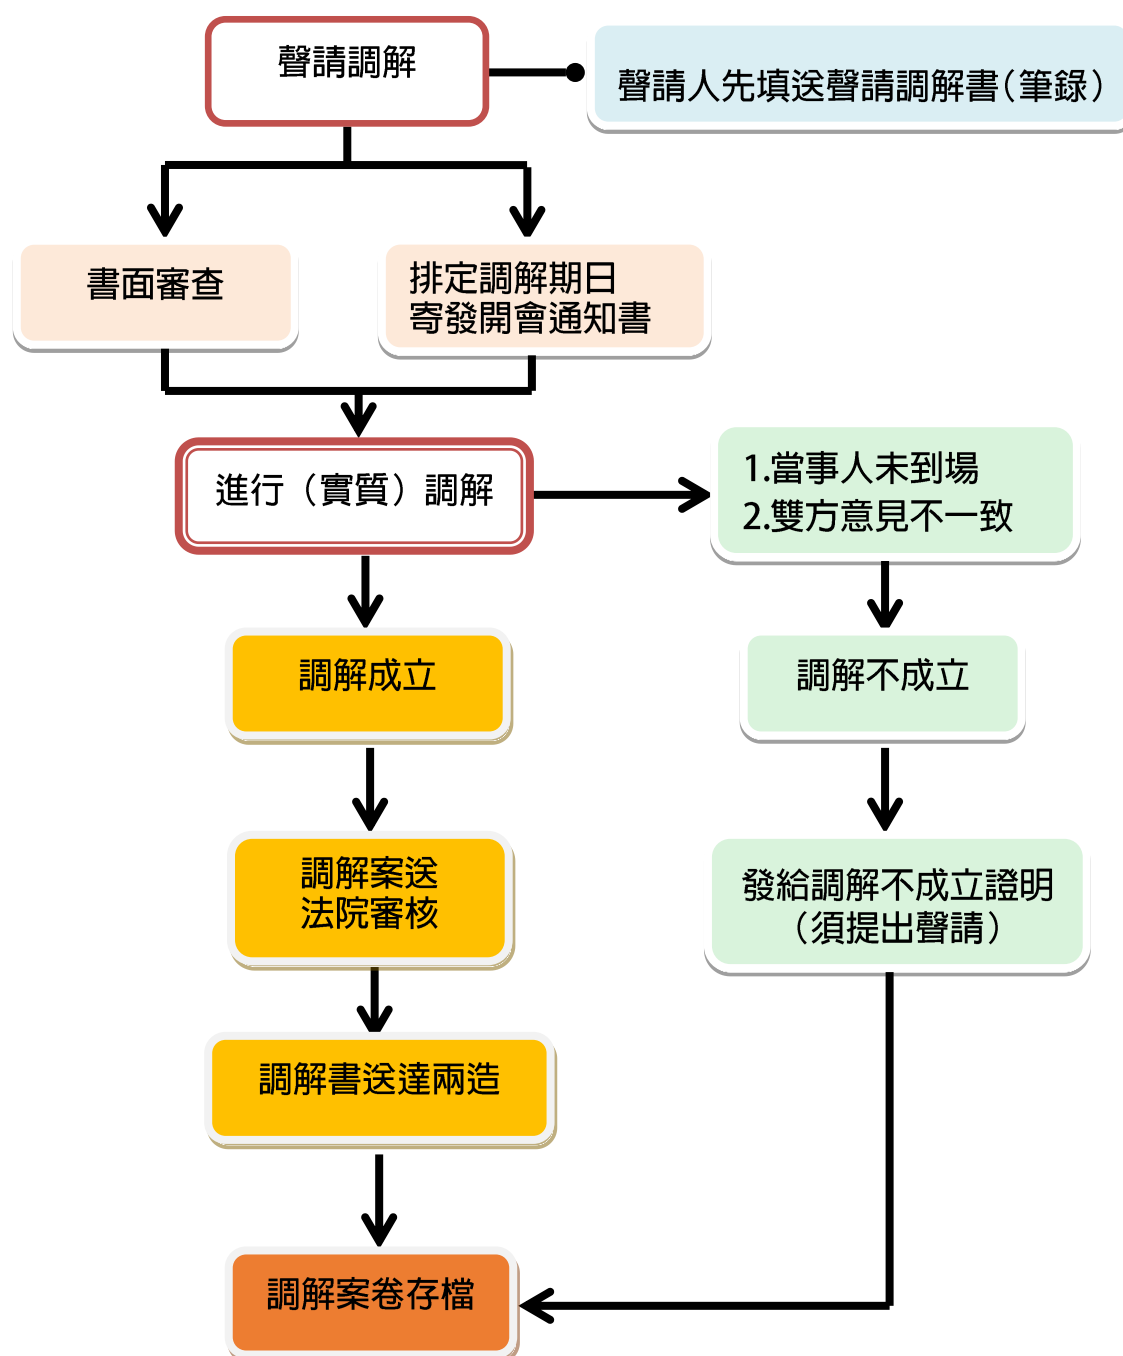 聲請調解
聲請人先填送聲請調解書(筆錄)
書面審查
排定調解期日
寄發開會通知書
進行（實質）調解
1.當事人未到場
2.雙方意見不一致
調解成立
調解不成立
調解案送
法院審核
發給調解不成立證明
（須提出聲請）
調解書送達兩造
調解案卷存檔